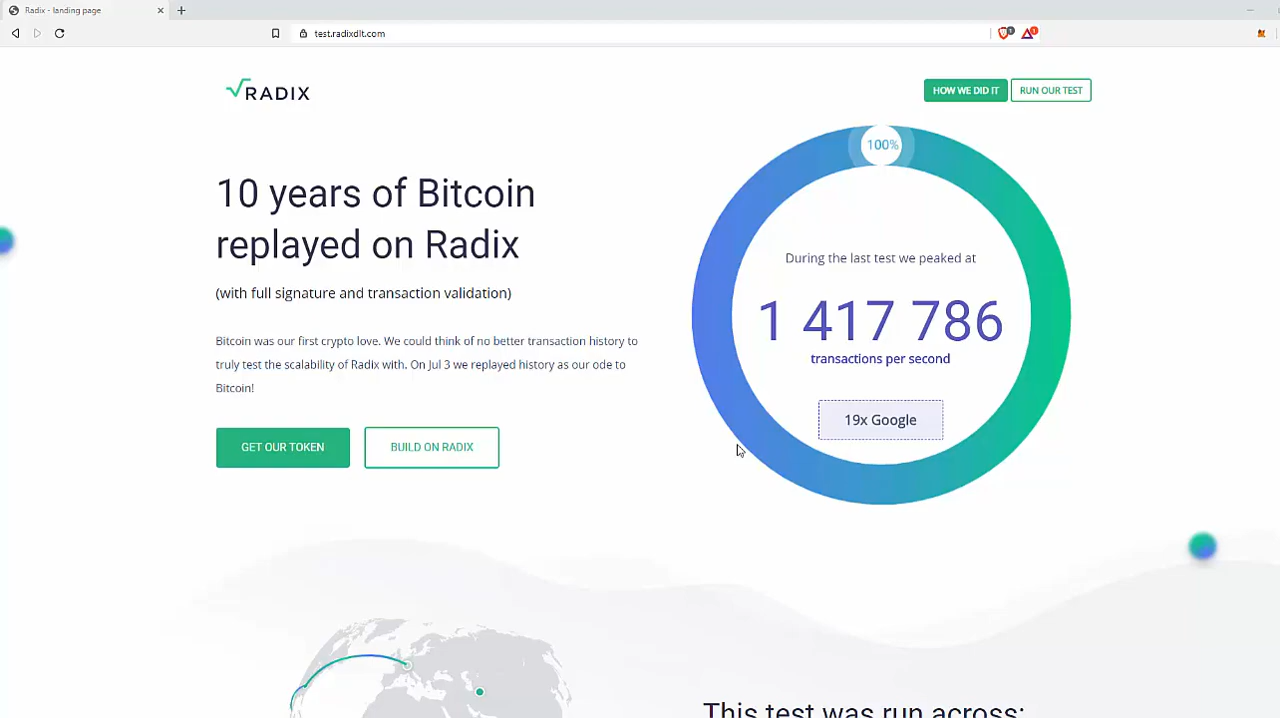 Radix - landing page
test.radixdlt.com
RADIX
HOW WE DID IT
RUN OUR TEST
100%
10 years of Bitcoin
replayed on Radix
(with full signature and transaction validation)
Bitcoin was our first crypto love. We could think of no better transaction history to
truly test the scalability of Radix with. On Jul 3 we replayed history as our ode to
Bitcoin!
GET OUR TOKEN
BUILD ON RADIX
During the last test we peaked at
1 417 786
transactions per second
19x Google
This test was run across: